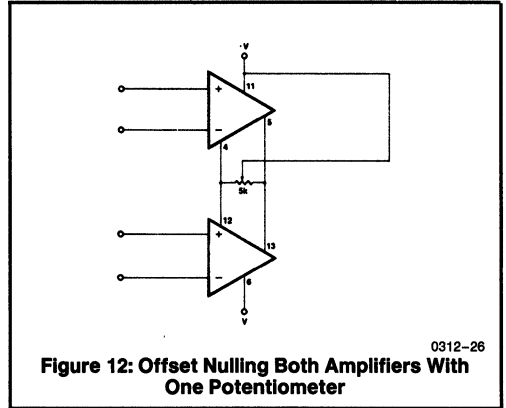 ·V
+
11
5
−
4
5k
12
+
13
−
6
V
0312–26
Figure 12: Offset Nulling Both Amplifiers With
One Potentiometer